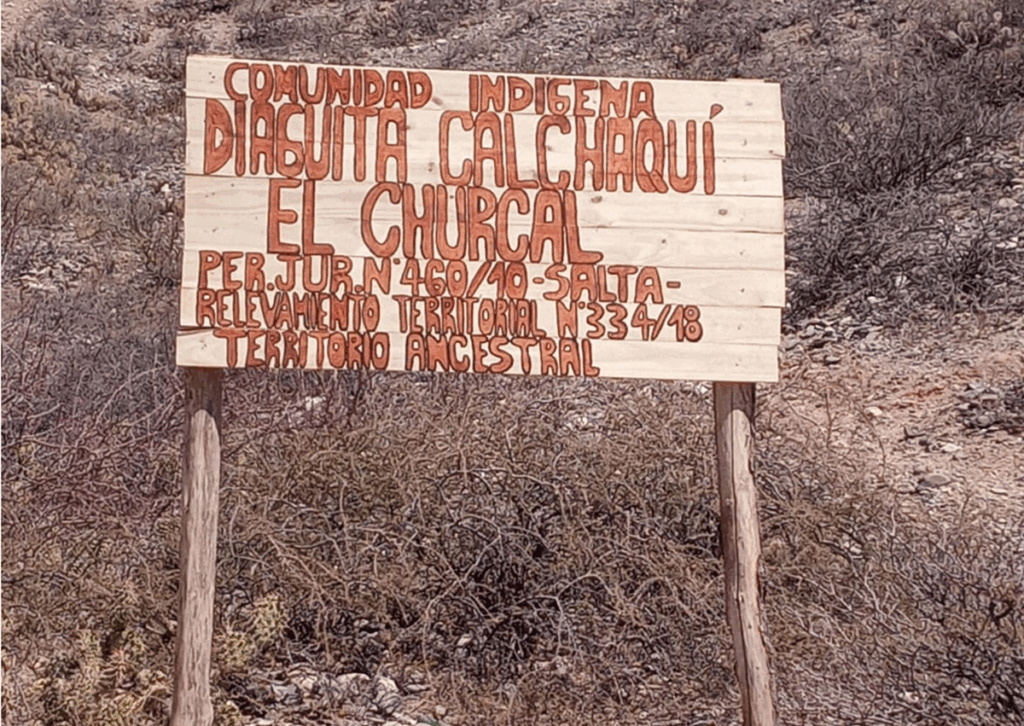 COMUNIDAD INDIGENA
DIAGUITA CALCHAQUÍ
EL CHURCAL
PER.JUR.N°460/10-SALTA-
RELEVAMIENTO TERRITORIAL N°334/18
TERRITORIO ANCESTRAL